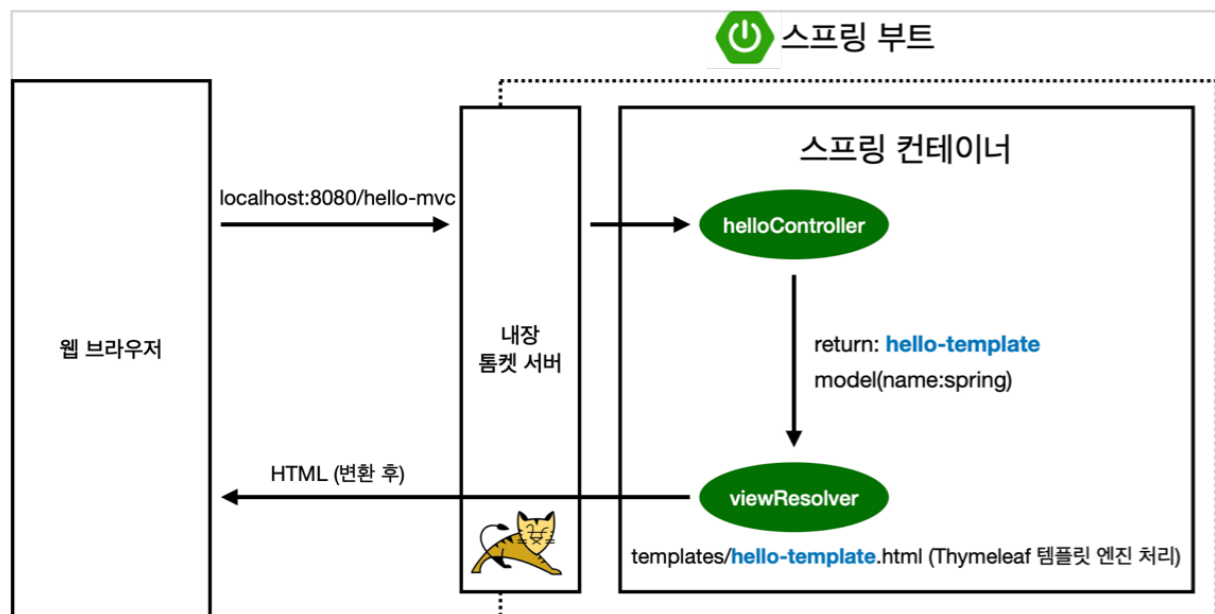 스프링 부트
스프링 컨테이너
localhost:8080/hello-mvc
helloController
웹 브라우저
내장
톰켓 서버
return: hello-template
model(name:spring)
HTML (변환 후)
viewResolver
templates/hello-template.html (Thymeleaf 템플릿 엔진 처리)